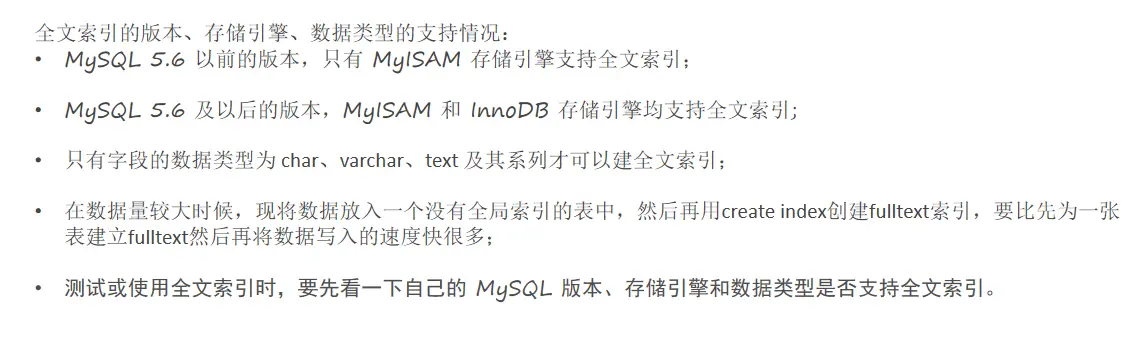 全文索引的版本、存储引擎、数据类型的支持情况：
• MySQL 5.6 以前的版本，只有 MyISAM 存储引擎支持全文索引；
• MySQL 5.6 及以后的版本，MyISAM 和 InnoDB 存储引擎均支持全文索引;
• 只有字段的数据类型为 char、varchar、text 及其系列才可以建全文索引；
• 在数据量较大时候，现将数据放入一个没有全局索引的表中，然后再用create index创建fulltext索引，要比先为一张
表建立fulltext然后再将数据写入的速度快很多；
• 测试或使用全文索引时，要先看一下自己的 MySQL 版本、存储引擎和数据类型是否支持全文索引。